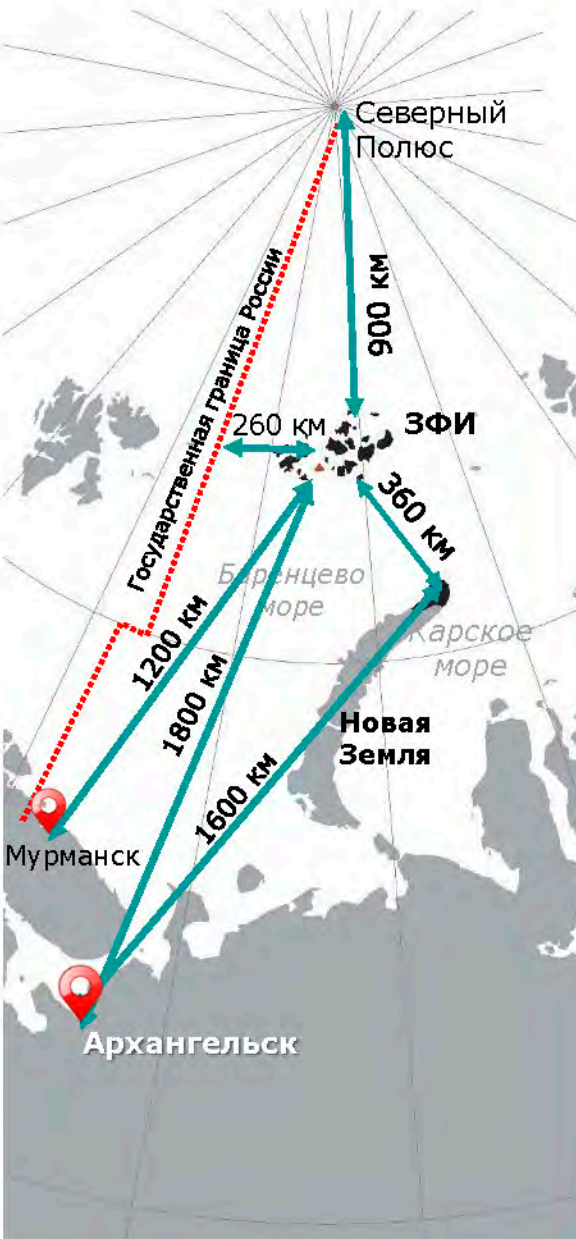 Северный
Полюс
900 км
Государственная граница России
260 км
ЗФИ
360 км
Баренцево
море
Карское
море
1200 км
1800 км
Новая
Земля
1600 км
Мурманск
Архангельск